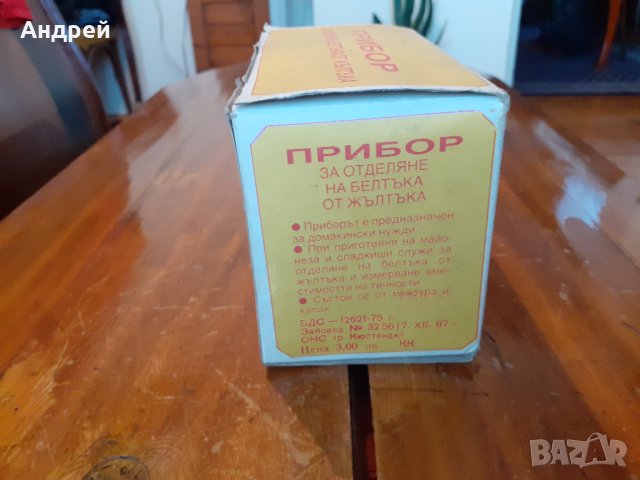 Андрей
ПРИБОР
ПРИБОР
ЗА ОТДЕЛЯНЕ
НА БЕЛТЪКА
ОТ ЖЪЛТЪКА
● Приборът е предназначен
за домакински нужди.
● При приготвяне на майо-
неза и сладкиши служи за
отделяне на белтъка от
жълтъка и измерване вме-
стимостта на течности
● Състои се от мензура и
капак
БДС — 12621-75 г.
Заповед № 3256/7. XII. 87 г.
ОНС гр. Кюстендил
Цена 3,00 лв. КК
BAZAR